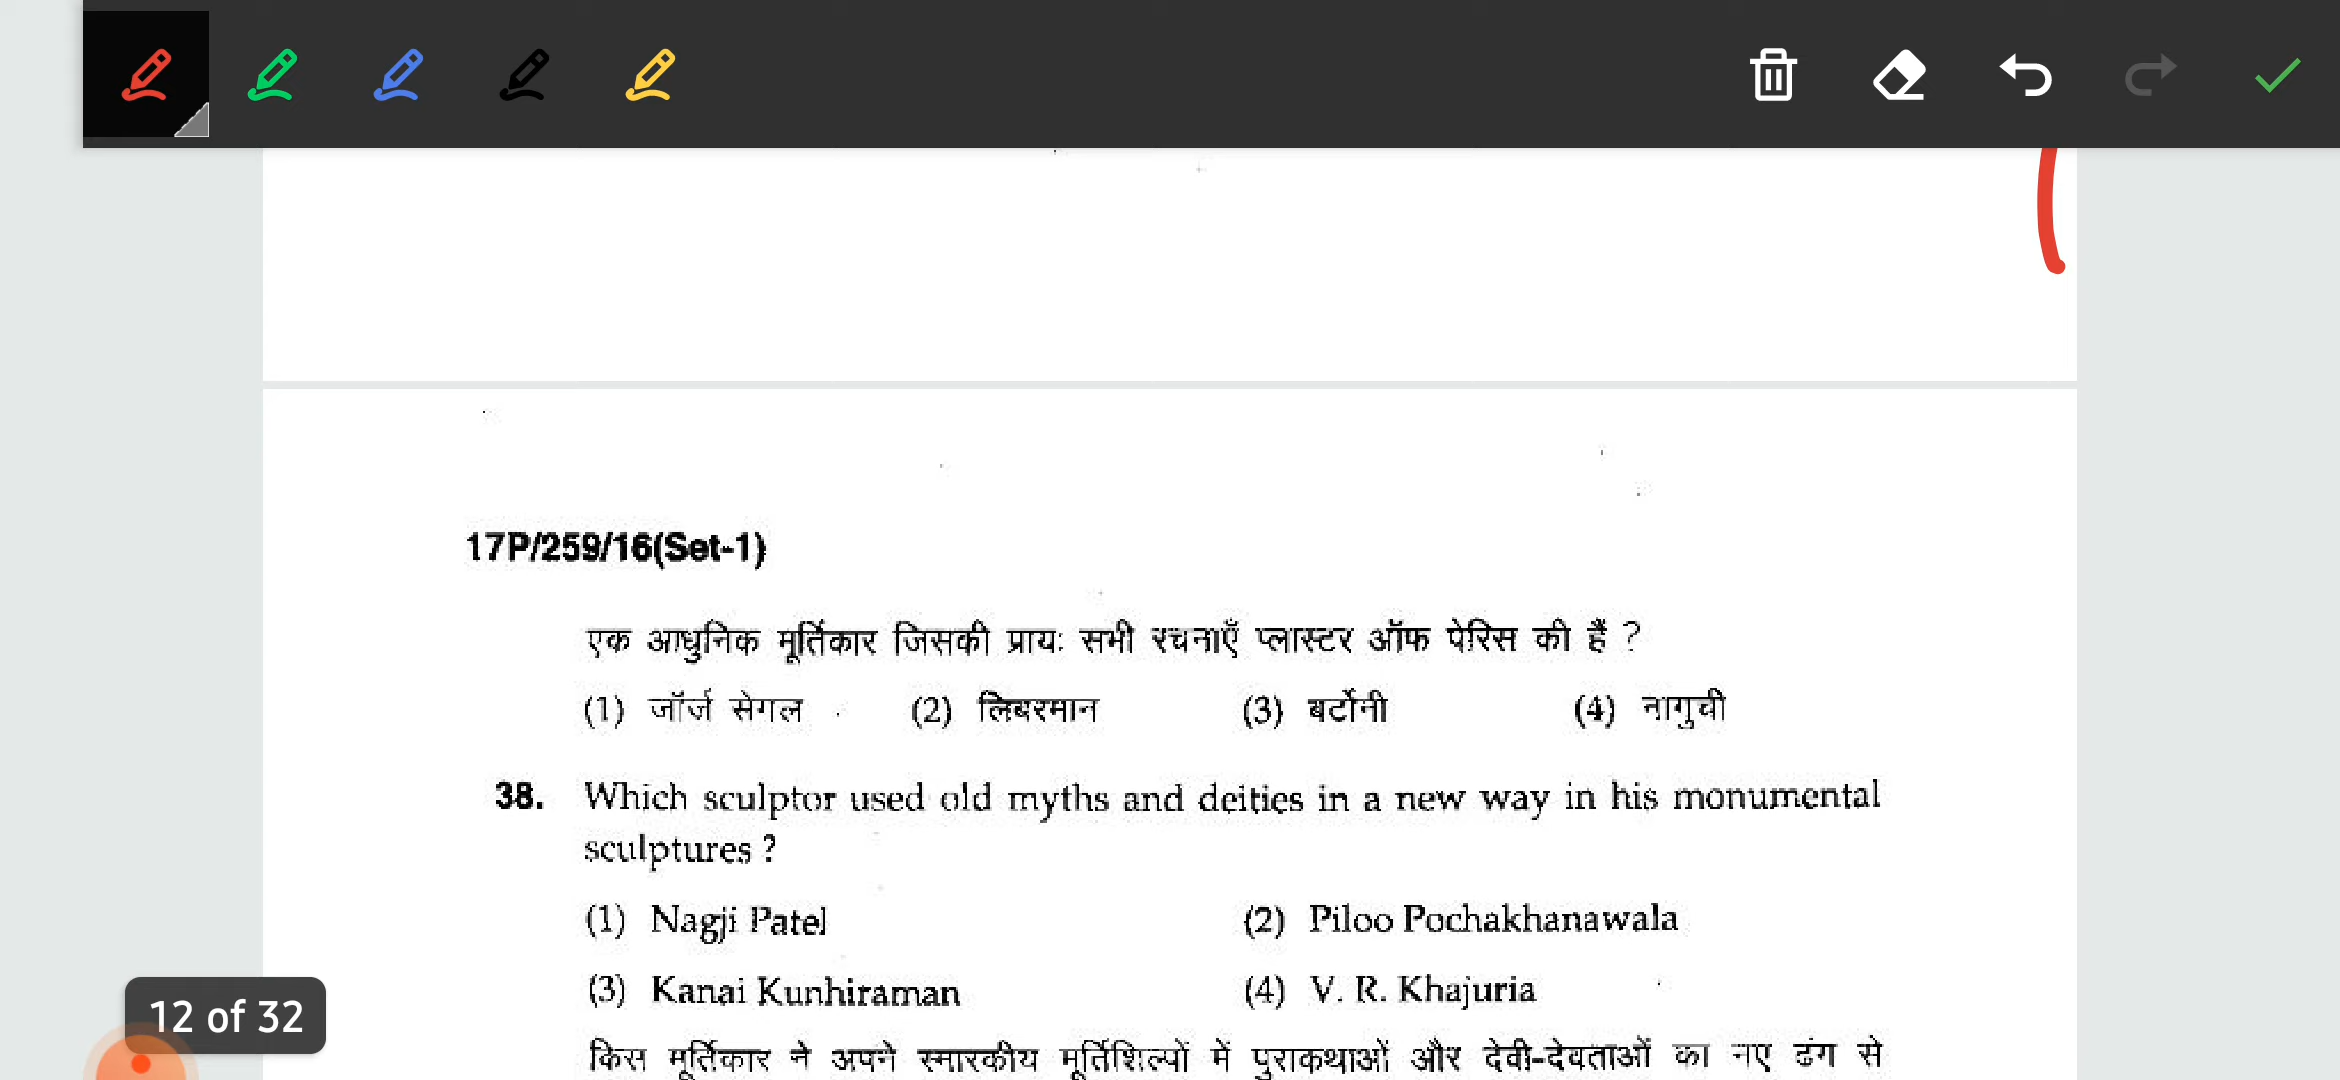 17P/259/16(Set-1)
एक आधुनिक मूर्तिकार जिसकी प्रायः सभी रचनाएँ प्लास्टर ऑफ पेरिस की हैं ?
(1) जॉर्ज सेगल (2) लिबरमान (3) बर्टोनी (4) नागुची
38. Which sculptor used old myths and deities in a new way in his monumental
sculptures ?
(1) Nagji Patel (2) Piloo Pochakhanawala
(3) Kanai Kunhiraman (4) V. R. Khajuria
किस मूर्तिकार ने अपने स्मारकीय मूर्तिशिल्पों में पुराकथाओं और देवी-देवताओं का नए ढंग से
12 of 32